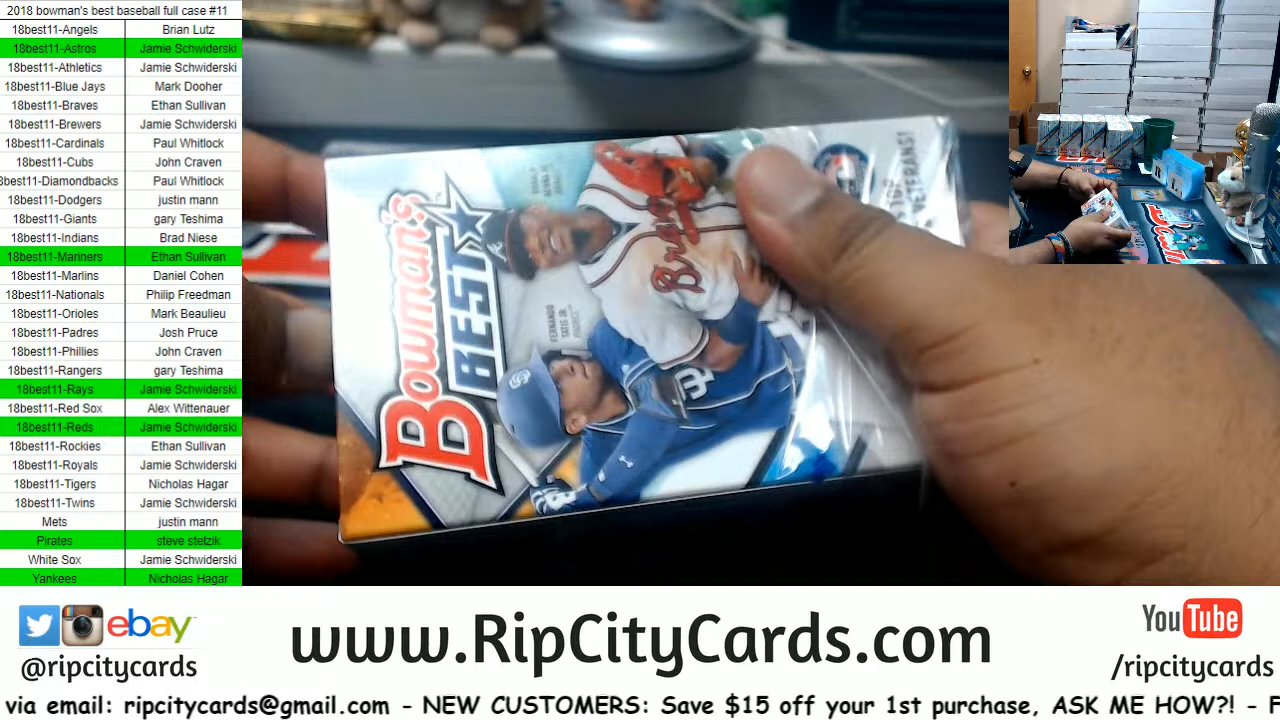 2018 bowman's best baseball full case #11
18best11-Angels Brian Lutz
18best11-Astros Jamie Schwiderski
18best11-Athletics Jamie Schwiderski
18best11-Blue Jays Mark Dooher
18best11-Braves Ethan Sullivan
18best11-Brewers Jamie Schwiderski
18best11-Cardinals Paul Whitlock
18best11-Cubs John Craven
8best11-Diamondbacks Paul Whitlock
18best11-Dodgers justin mann
18best11-Giants gary Teshima
18best11-Indians Brad Niese
18best11-Mariners Ethan Sullivan
18best11-Marlins Daniel Cohen
18best11-Nationals Philip Freedman
18best11-Orioles Mark Beaulieu
18best11-Padres Josh Pruce
18best11-Phillies John Craven
18best11-Rangers gary Teshima
18best11-Rays Jamie Schwiderski
18best11-Red Sox Alex Wittenauer
18best11-Reds Jamie Schwiderski
18best11-Rockies Ethan Sullivan
18best11-Royals Jamie Schwiderski
18best11-Tigers Nicholas Hagar
18best11-Twins Jamie Schwiderski
Mets justin mann
Pirates steve stelzik
White Sox Jamie Schwiderski
Yankees Nicholas Hagar
Bowman's
BEST
FERNANDO
TATIS JR.
VETERANS!
ebay
@ripcitycards
www.RipCityCards.com
YouTube
/ripcitycards
via email: ripcitycards@gmail.com - NEW CUSTOMERS: Save $15 off your 1st purchase, ASK ME HOW?! - F